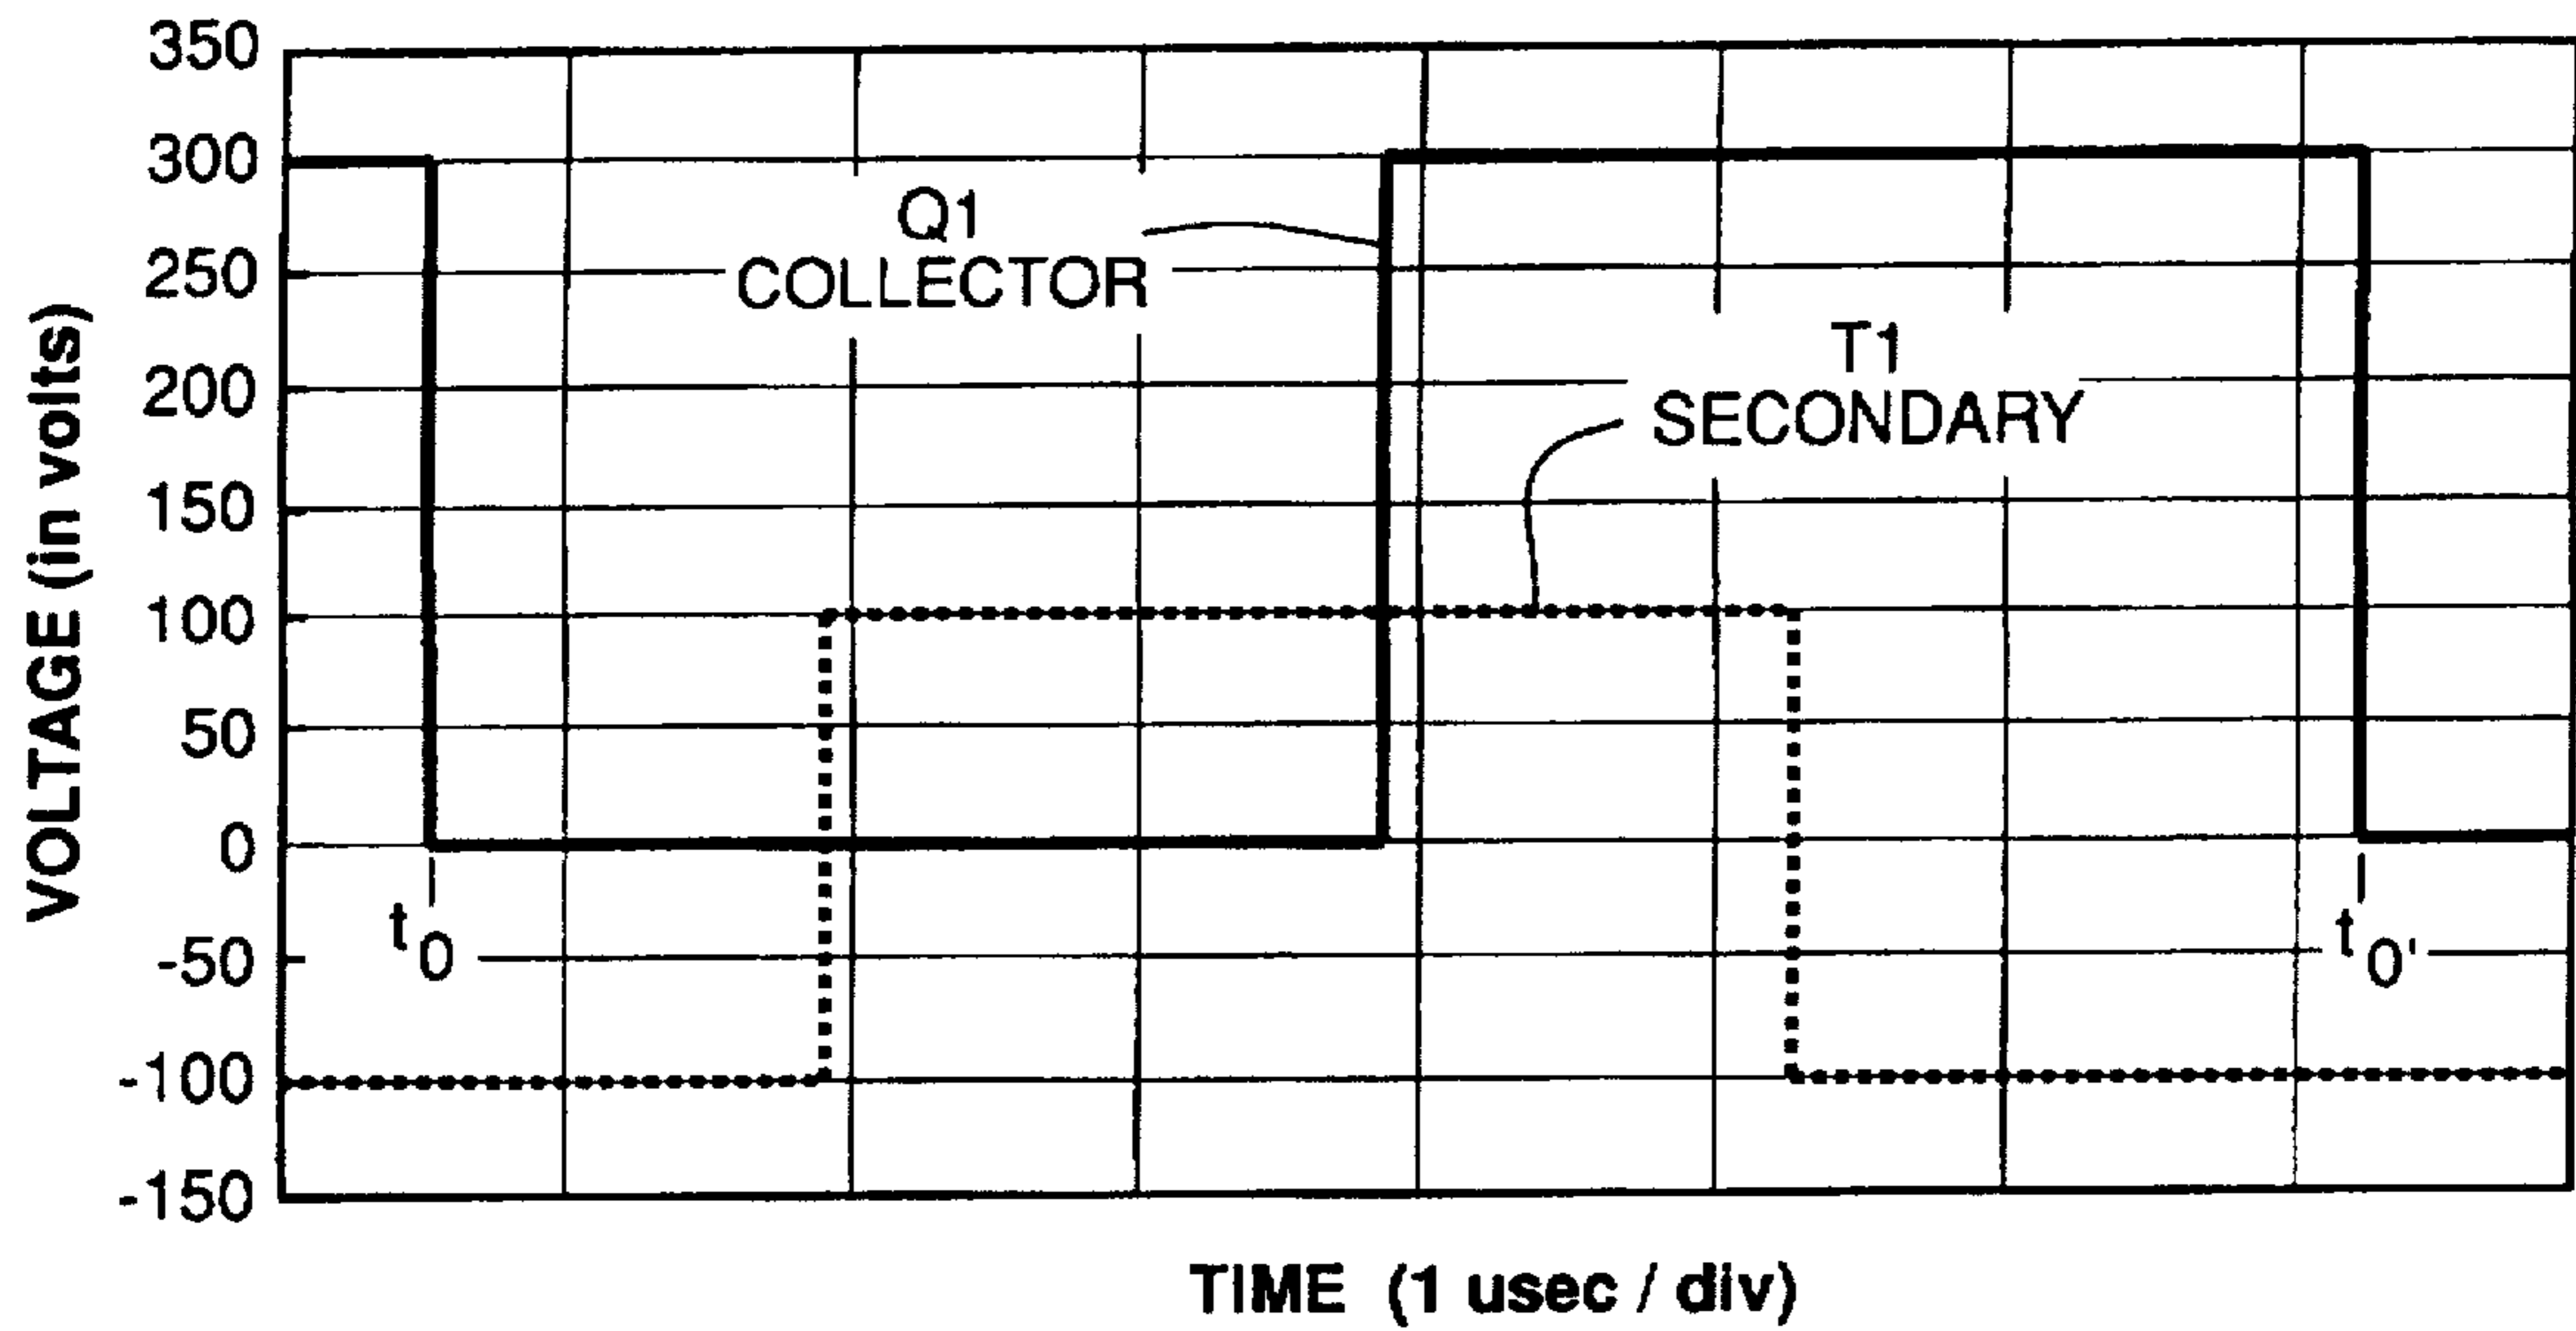 350
300
250
200
150
100
50
0
-50
-100
-150
VOLTAGE (in volts)
Q1
COLLECTOR
T1
SECONDARY
t0
t0'
TIME (1 usec / div)